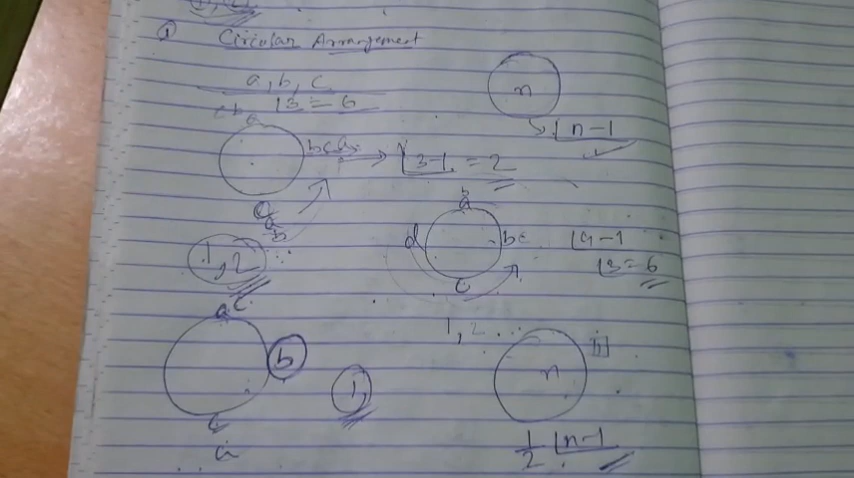 Circular Arrangement
a, b, c
⌊3 = 6
n
⌊n-1
⌊3-1 = 2
1, 2
d
b
c
⌊4-1
⌊3 = 6
1, 2 ...
a
b
1,
n
1/2 ⌊n-1